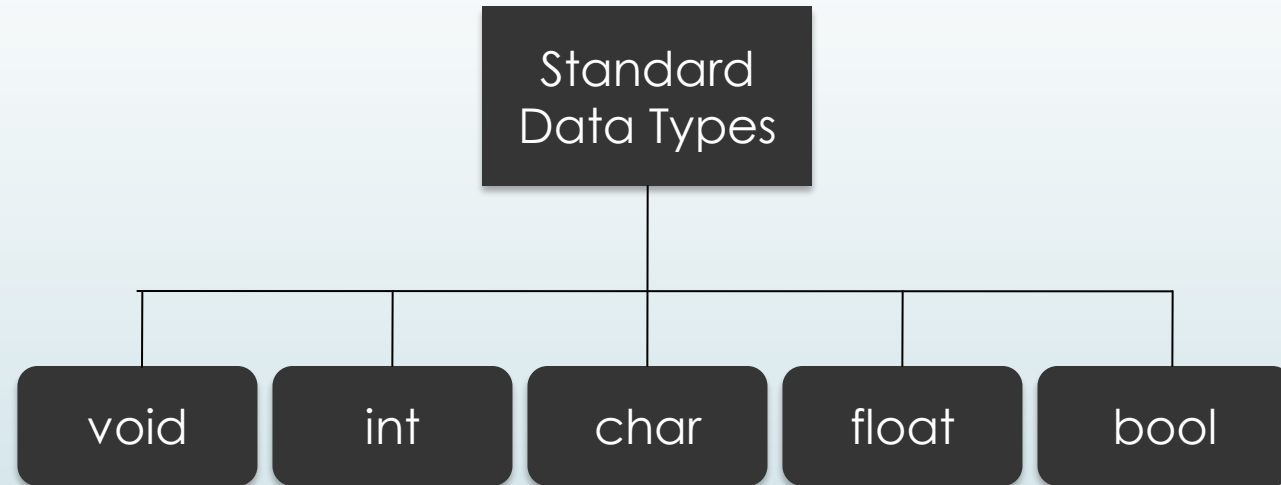 Standard
Data Types
void
int
char
float
bool